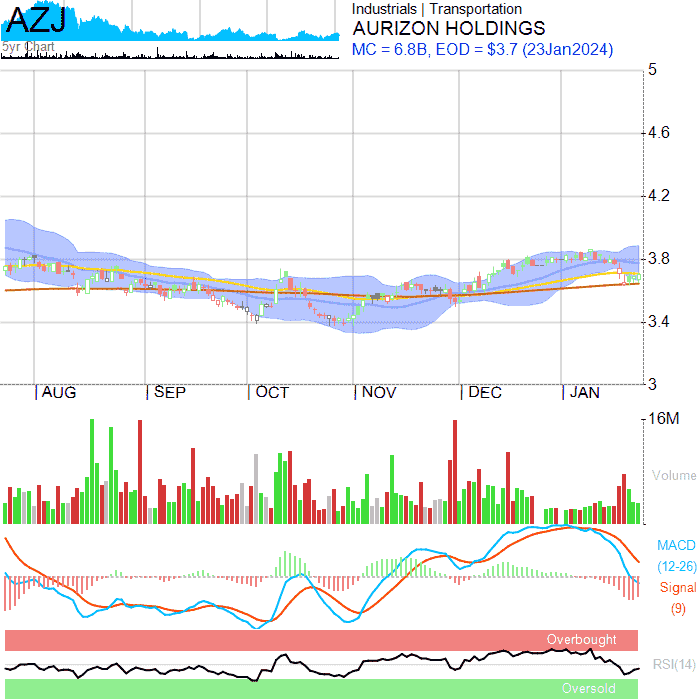 AZJ
5yr Chart
Industrials | Transportation
AURIZON HOLDINGS
MC = 6.8B, EOD = $3.7 (23Jan2024)
5
4.6
4.2
3.8
3.4
3
| AUG | SEP | OCT | NOV | DEC | JAN
16M
Volume
MACD
(12-26)
Signal
(9)
Overbought
RSI(14)
Oversold